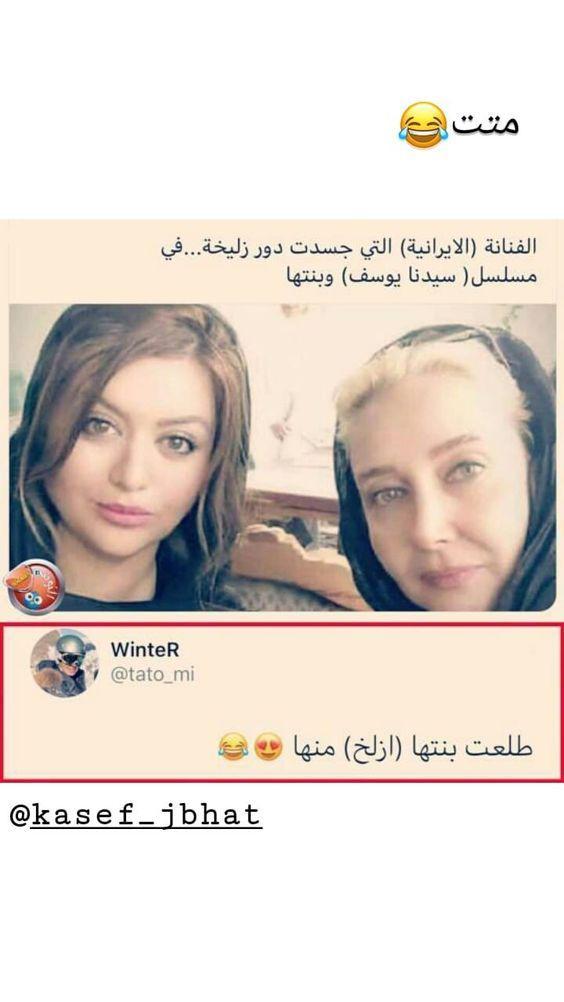 متت😂
الفنانة (الايرانية) التي جسدت دور زليخة...في
مسلسل( سيدنا يوسف) وبنتها
WinteR
@tato_mi
طلعت بنتها (ازلخ) منها 😍😂
@kasef_jbhat